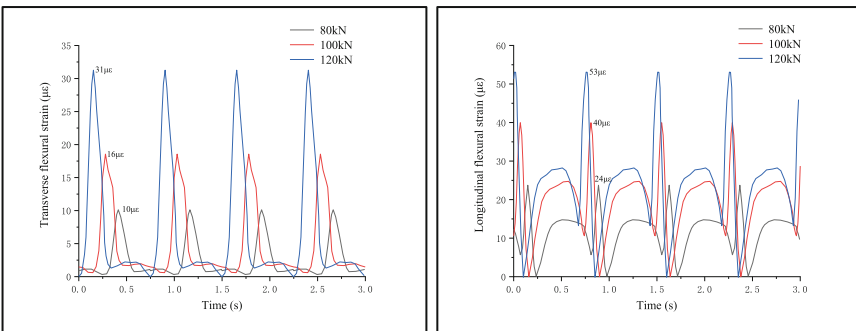 80kN
100kN
120kN
35
30
25
20
15
10
5
0
0.0
0.5
1.0
1.5
2.0
2.5
3.0
Transverse flexural strain (με)
Time (s)
31με
16με
10με
80kN
100kN
120kN
60
50
40
30
20
10
0
0.0
0.5
1.0
1.5
2.0
2.5
3.0
Longitudinal flexural strain (με)
Time (s)
53με
40με
24με